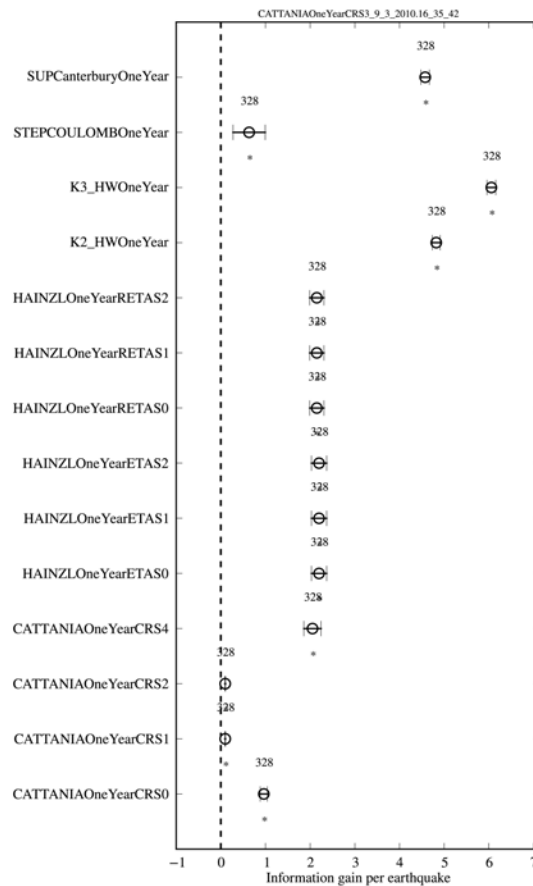 CATTANIAOneYearCRS3_9_3_2010.16_35_42
328
SUPCanterburyOneYear
328
STEPCOULOMBOneYear
328
K3_HWOneYear
328
K2_HWOneYear
328
HAINZLOneYearRETAS2
328
HAINZLOneYearRETAS1
328
HAINZLOneYearRETAS0
328
HAINZLOneYearETAS2
328
HAINZLOneYearETAS1
328
HAINZLOneYearETAS0
328
CATTANIAOneYearCRS4
328
CATTANIAOneYearCRS2
328
CATTANIAOneYearCRS1
328
CATTANIAOneYearCRS0
−1 0 1 2 3 4 5 6 7
Information gain per earthquake